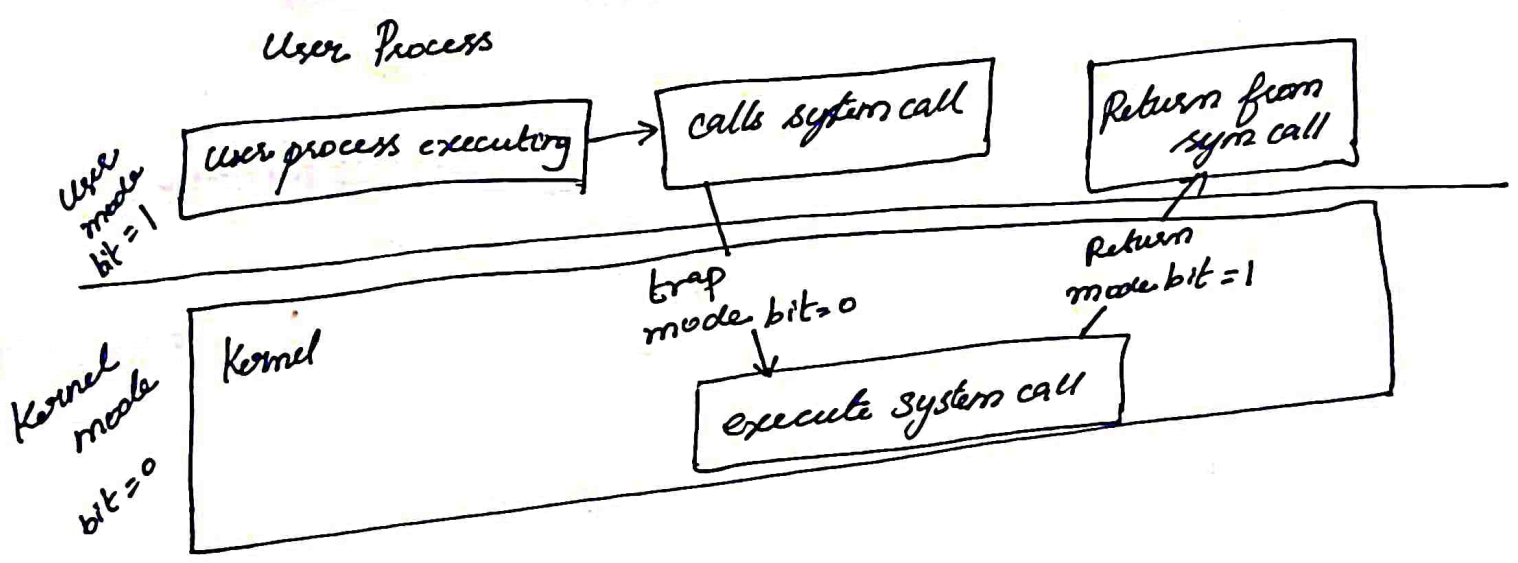 User Process
User process executing
calls system call
Return from
sym call
User
mode
bit = 1
trap
mode bit = 0
Return
mode bit = 1
Kernel
mode
bit = 0
Kernel
execute system call